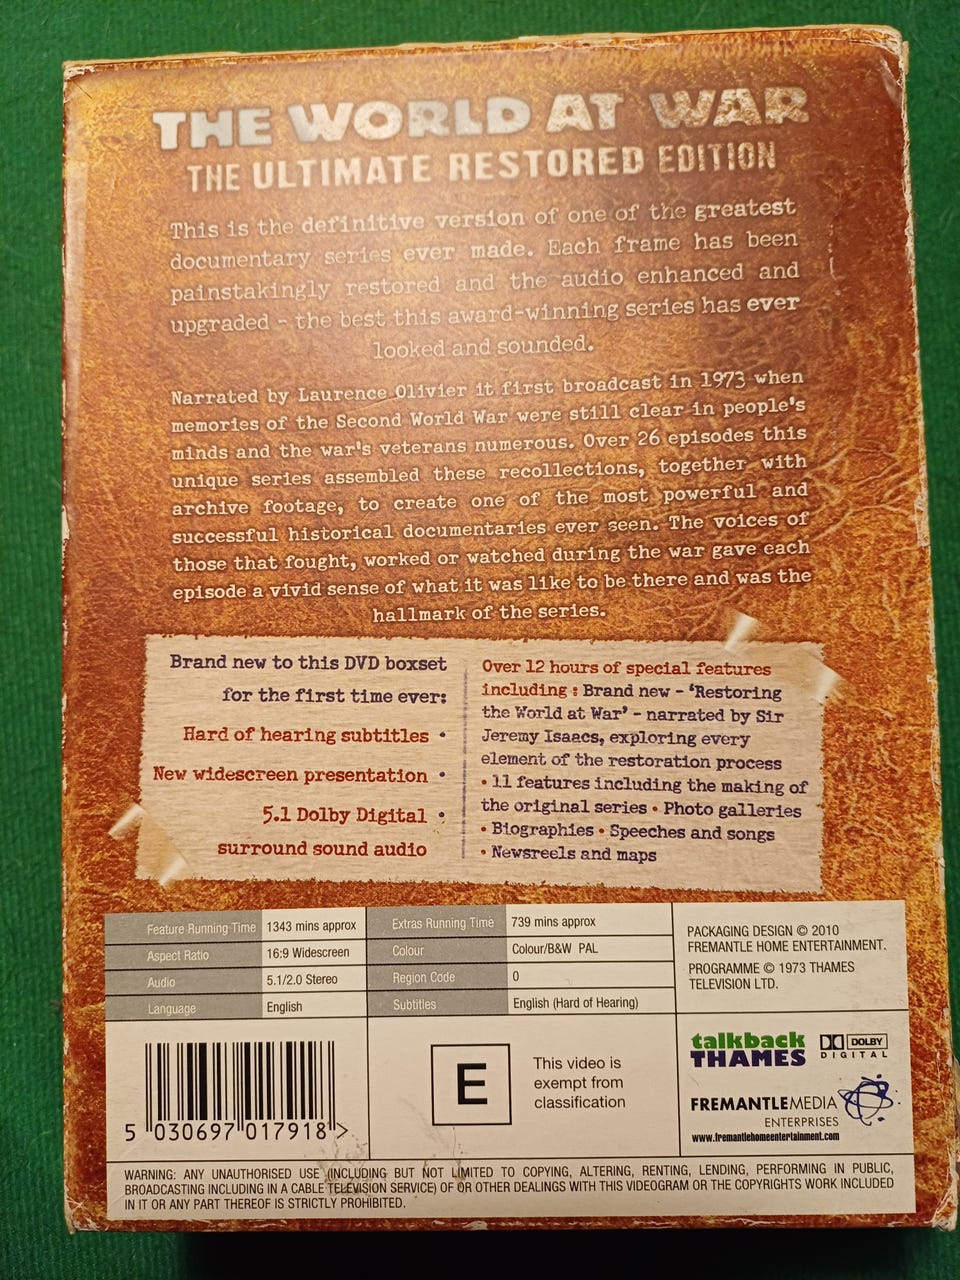 THE WORLD AT WAR
THE ULTIMATE RESTORED EDITION
This is the definitive version of one of the greatest
documentary series ever made. Each frame has been
painstakingly restored and the audio enhanced and
upgraded - the best this award-winning series has ever
looked and sounded.
Narrated by Laurence Olivier it first broadcast in 1973 when
memories of the Second World War were still clear in people's
minds and the war's veterans numerous. Over 26 episodes this
unique series assembled these recollections, together with
archive footage, to create one of the most powerful and
successful historical documentaries ever seen. The voices of
those that fought, worked or watched during the war gave each
episode a vivid sense of what it was like to be there and was the
hallmark of the series.
Brand new to this DVD boxset
for the first time ever:
Hard of hearing subtitles •
New widescreen presentation •
5.1 Dolby Digital •
surround sound audio
Over 12 hours of special features
including : Brand new - 'Restoring
the World at War' - narrated by Sir
Jeremy Isaacs, exploring every
element of the restoration process
• 11 features including the making of
the original series • Photo galleries
• Biographies • Speeches and songs
• Newsreels and maps
Feature Running Time 1343 mins approx
Aspect Ratio 16:9 Widescreen
Audio 5.1/2.0 Stereo
Language English
Extras Running Time 739 mins approx
Colour Colour/B&W PAL
Region Code 0
Subtitles English (Hard of Hearing)
PACKAGING DESIGN © 2010
FREMANTLE HOME ENTERTAINMENT.
PROGRAMME © 1973 THAMES
TELEVISION LTD.
5 030697 017918 >
E
This video is
exempt from
classification
talkback
THAMES
DOLBY
DIGITAL
FREMANTLEMEDIA
ENTERPRISES
www.fremantlehomeentertainment.com
WARNING: ANY UNAUTHORISED USE (INCLUDING BUT NOT LIMITED TO COPYING, ALTERING, RENTING, LENDING, PERFORMING IN PUBLIC,
BROADCASTING INCLUDING IN A CABLE TELEVISION SERVICE) OF OR OTHER DEALINGS WITH THIS VIDEOGRAM OR THE COPYRIGHTS WORK INCLUDED
IN IT OR ANY PART THEREOF IS STRICTLY PROHIBITED.